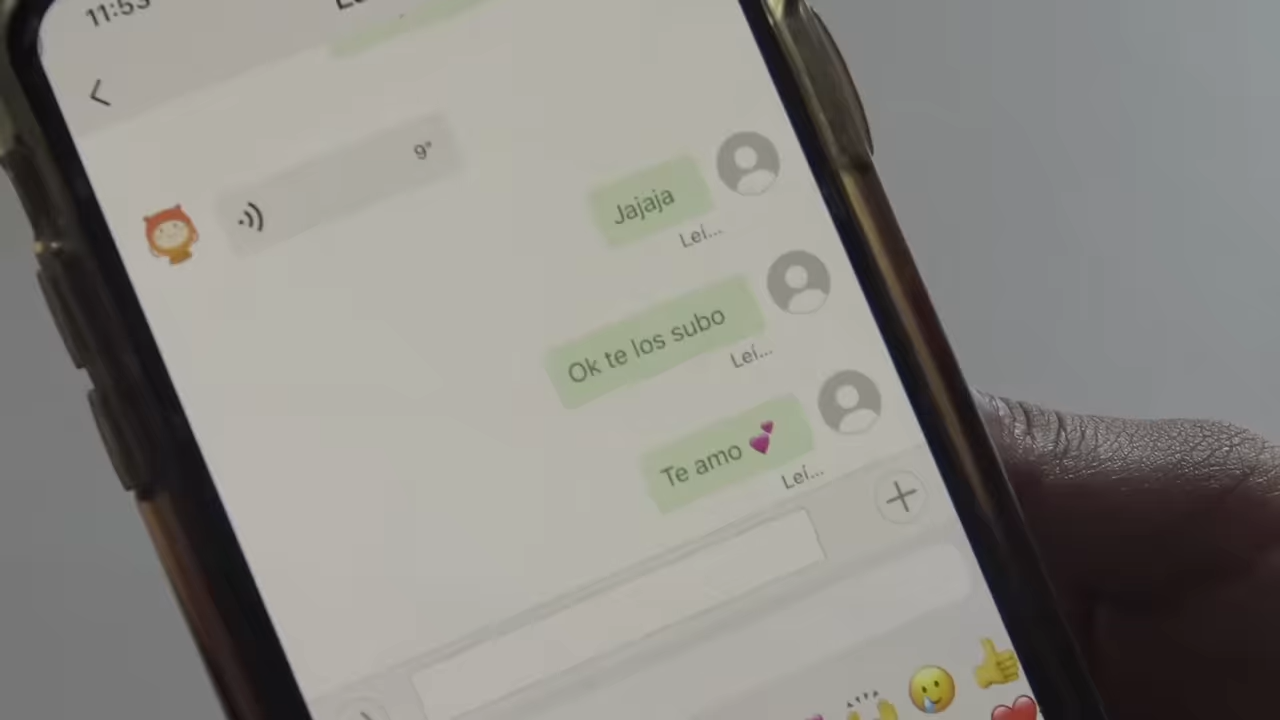 11:53
9"
Jajaja
Leí...
Ok te los subo
Leí...
Te amo 💕
Leí...